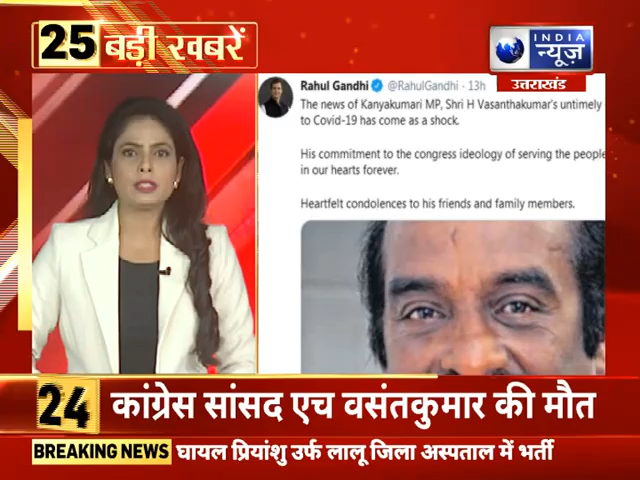 25 बड़ी खबरें
INDIA
न्यूज़
उत्तराखंड
Rahul Gandhi @RahulGandhi · 13h
The news of Kanyakumari MP, Shri H Vasanthakumar's untimely
to Covid-19 has come as a shock.
His commitment to the congress ideology of serving the people
in our hearts forever.
Heartfelt condolences to his friends and family members.
24 कांग्रेस सांसद एच वसंतकुमार की मौत
BREAKING NEWS घायल प्रियांशु उर्फ लालू जिला अस्पताल में भर्ती